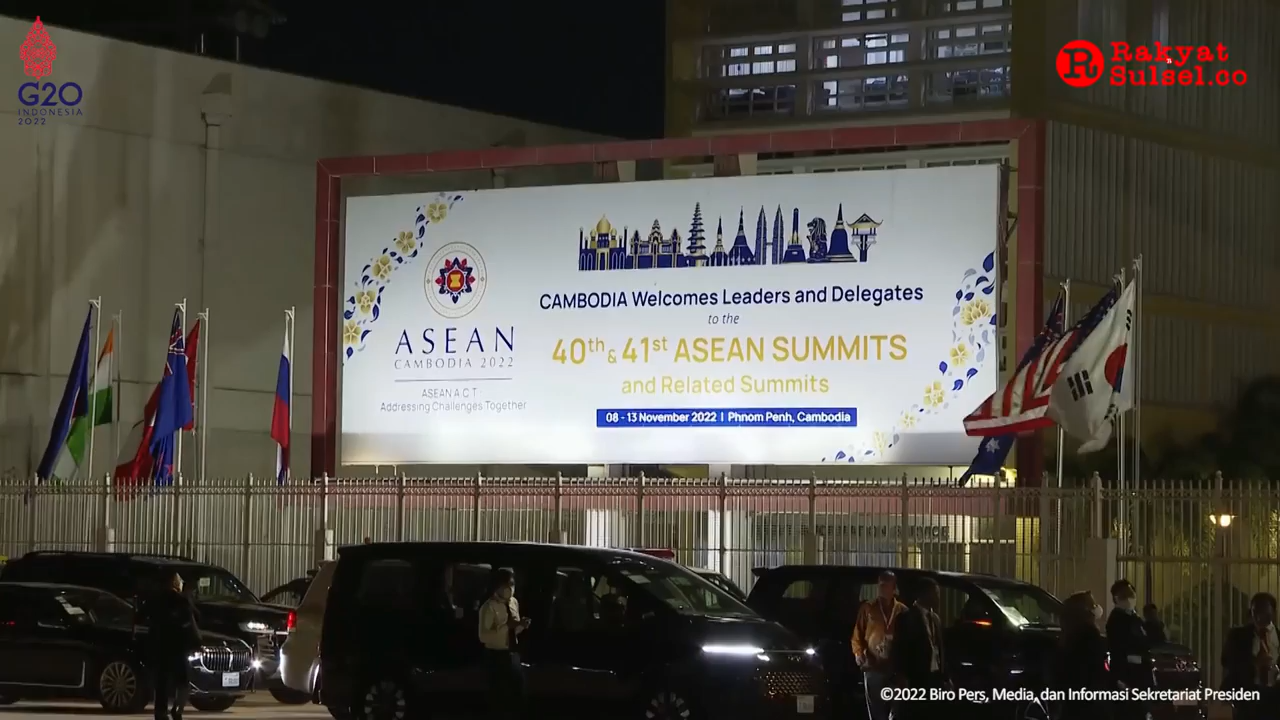 G20
INDONESIA
2022
Rakyat
Sulsel.co
ASEAN
CAMBODIA 2022
ASEAN A.C.T:
Addressing Challenges Together
CAMBODIA Welcomes Leaders and Delegates
to the
40th & 41st ASEAN SUMMITS
and Related Summits
08 - 13 November 2022 | Phnom Penh, Cambodia
©2022 Biro Pers, Media, dan Informasi Sekretariat Presiden